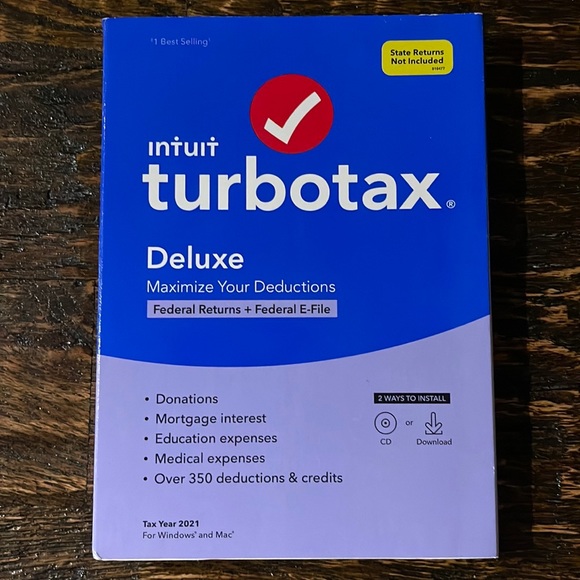 #1 Best Selling†
State Returns
Not Included
intuit
turbotax®
Deluxe
Maximize Your Deductions
Federal Returns + Federal E-File
• Donations
• Mortgage interest
• Education expenses
• Medical expenses
• Over 350 deductions & credits
2 WAYS TO INSTALL
or
CD
Download
Tax Year 2021
For Windows® and Mac®